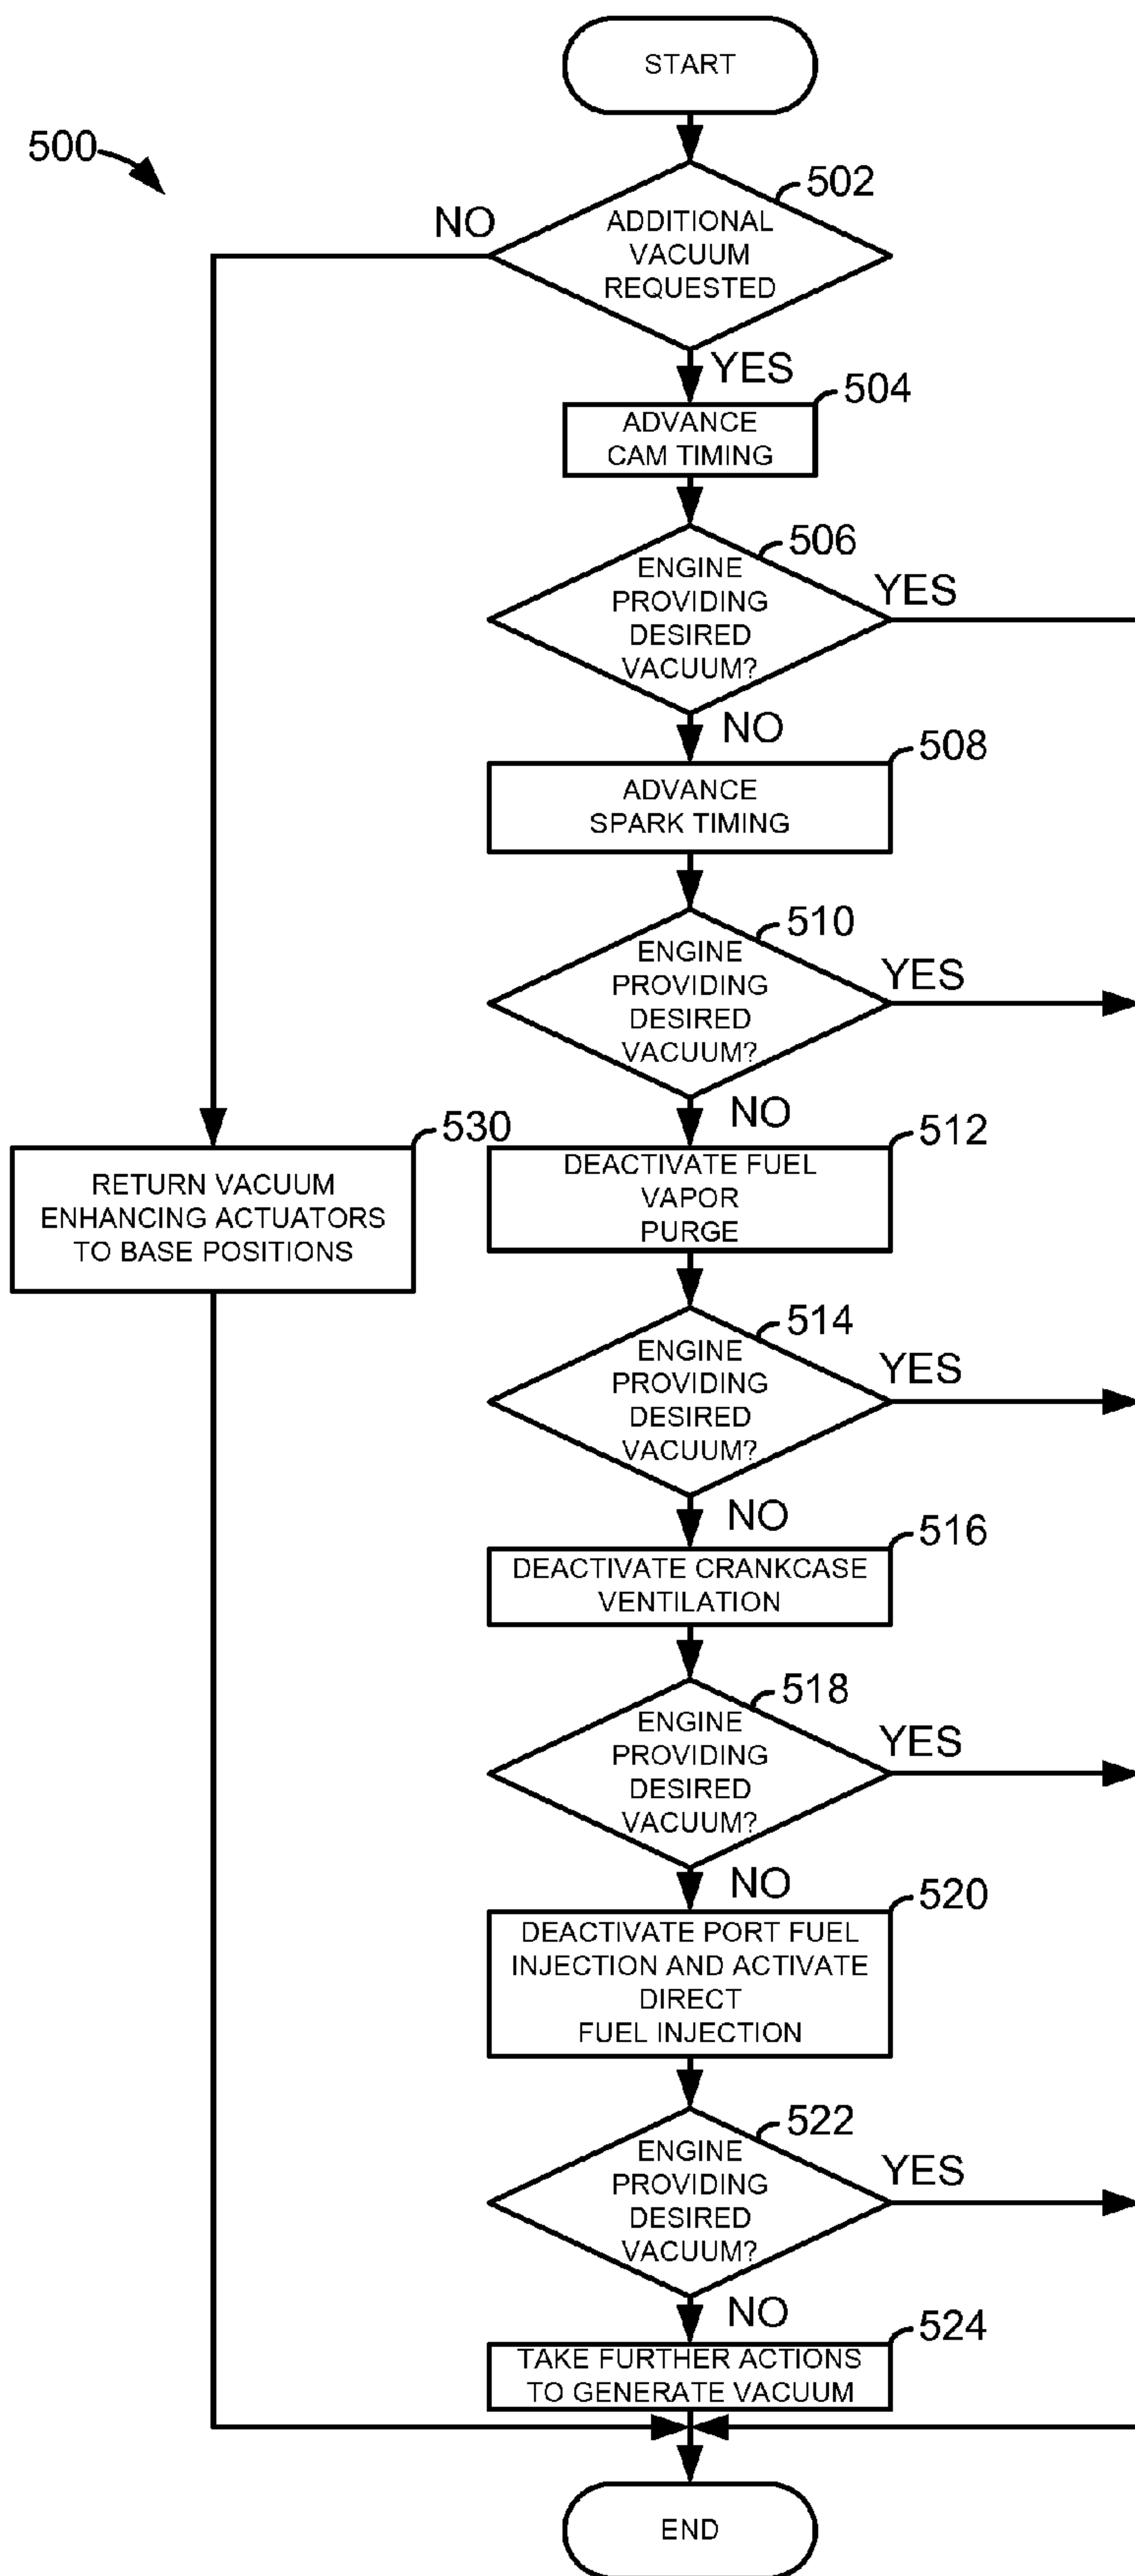 START
500
502
NO
ADDITIONAL
VACUUM
REQUESTED
YES
504
ADVANCE
CAM TIMING
506
ENGINE
PROVIDING
DESIRED
VACUUM?
YES
NO
508
ADVANCE
SPARK TIMING
510
ENGINE
PROVIDING
DESIRED
VACUUM?
YES
NO
530
RETURN VACUUM
ENHANCING ACTUATORS
TO BASE POSITIONS
512
DEACTIVATE FUEL
VAPOR
PURGE
514
ENGINE
PROVIDING
DESIRED
VACUUM?
YES
NO
516
DEACTIVATE CRANKCASE
VENTILATION
518
ENGINE
PROVIDING
DESIRED
VACUUM?
YES
NO
520
DEACTIVATE PORT FUEL
INJECTION AND ACTIVATE
DIRECT
FUEL INJECTION
522
ENGINE
PROVIDING
DESIRED
VACUUM?
YES
NO
524
TAKE FURTHER ACTIONS
TO GENERATE VACUUM
END